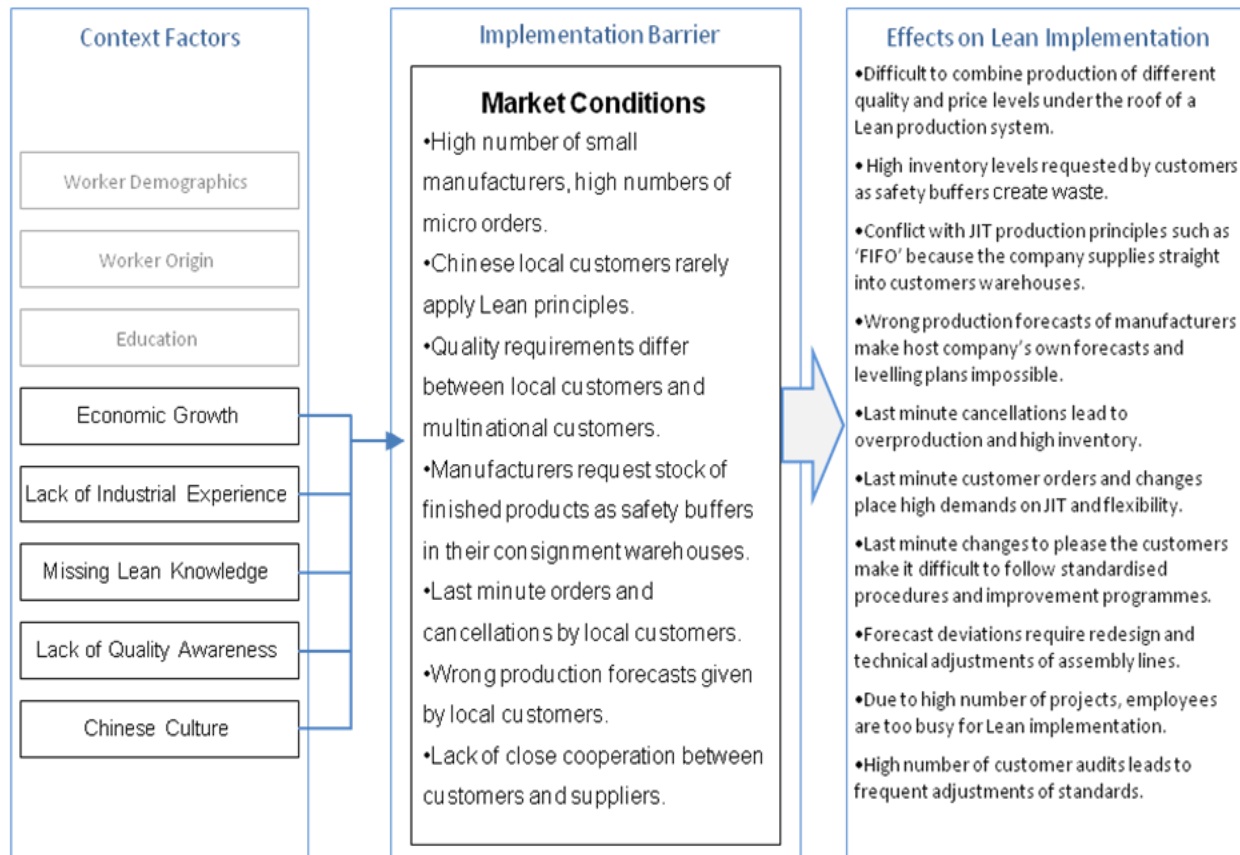 Context Factors
Worker Demographics
Worker Origin
Education
Economic Growth
Lack of Industrial Experience
Missing Lean Knowledge
Lack of Quality Awareness
Chinese Culture
Implementation Barrier
Market Conditions
•High number of small
manufacturers, high numbers of
micro orders.
•Chinese local customers rarely
apply Lean principles.
•Quality requirements differ
between local customers and
multinational customers.
•Manufacturers request stock of
finished products as safety buffers
in their consignment warehouses.
•Last minute orders and
cancellations by local customers.
•Wrong production forecasts given
by local customers.
•Lack of close cooperation between
customers and suppliers.
Effects on Lean Implementation
•Difficult to combine production of different
quality and price levels under the roof of a
Lean production system.
•High inventory levels requested by customers
as safety buffers create waste.
•Conflict with JIT production principles such as
‘FIFO’ because the company supplies straight
into customers warehouses.
•Wrong production forecasts of manufacturers
make host company’s own forecasts and
levelling plans impossible.
•Last minute cancellations lead to
overproduction and high inventory.
•Last minute customer orders and changes
place high demands on JIT and flexibility.
•Last minute changes to please the customers
make it difficult to follow standardised
procedures and improvement programmes.
•Forecast deviations require redesign and
technical adjustments of assembly lines.
•Due to high number of projects, employees
are too busy for Lean implementation.
•High number of customer audits leads to
frequent adjustments of standards.